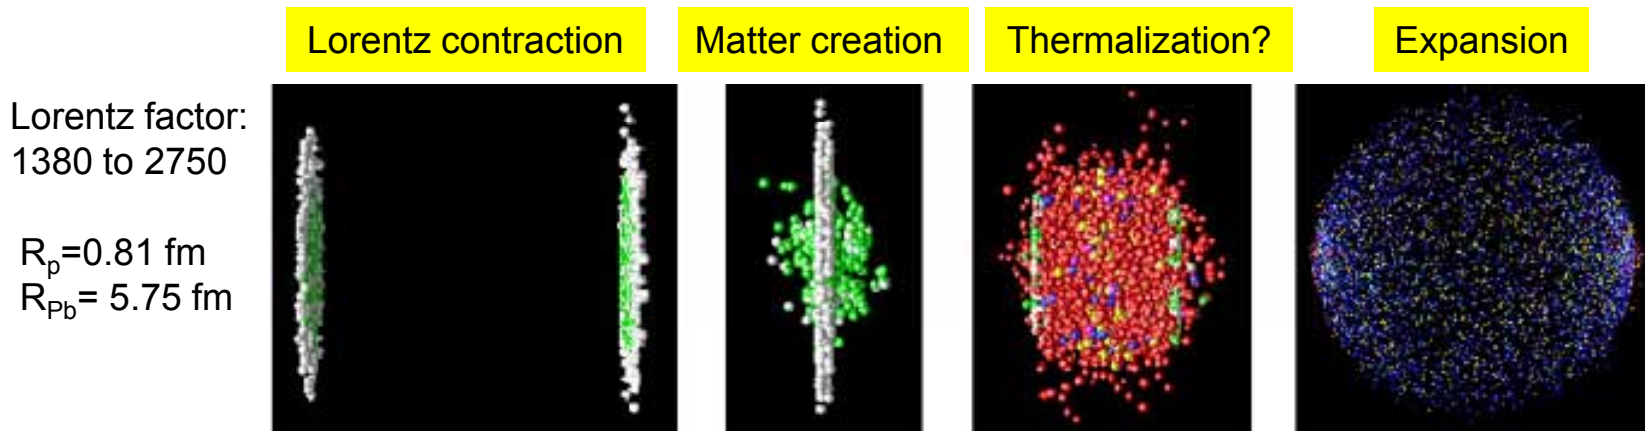 Lorentz contraction
Matter creation
Thermalization?
Expansion
Lorentz factor:
1380 to 2750
Rp=0.81 fm
RPb= 5.75 fm